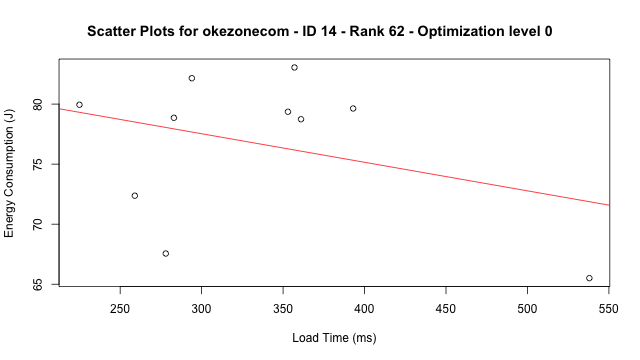 Scatter Plots for okezonecom - ID 14 - Rank 62 - Optimization level 0
Energy Consumption (J)
80
75
70
65
250 300 350 400 450 500 550
Load Time (ms)